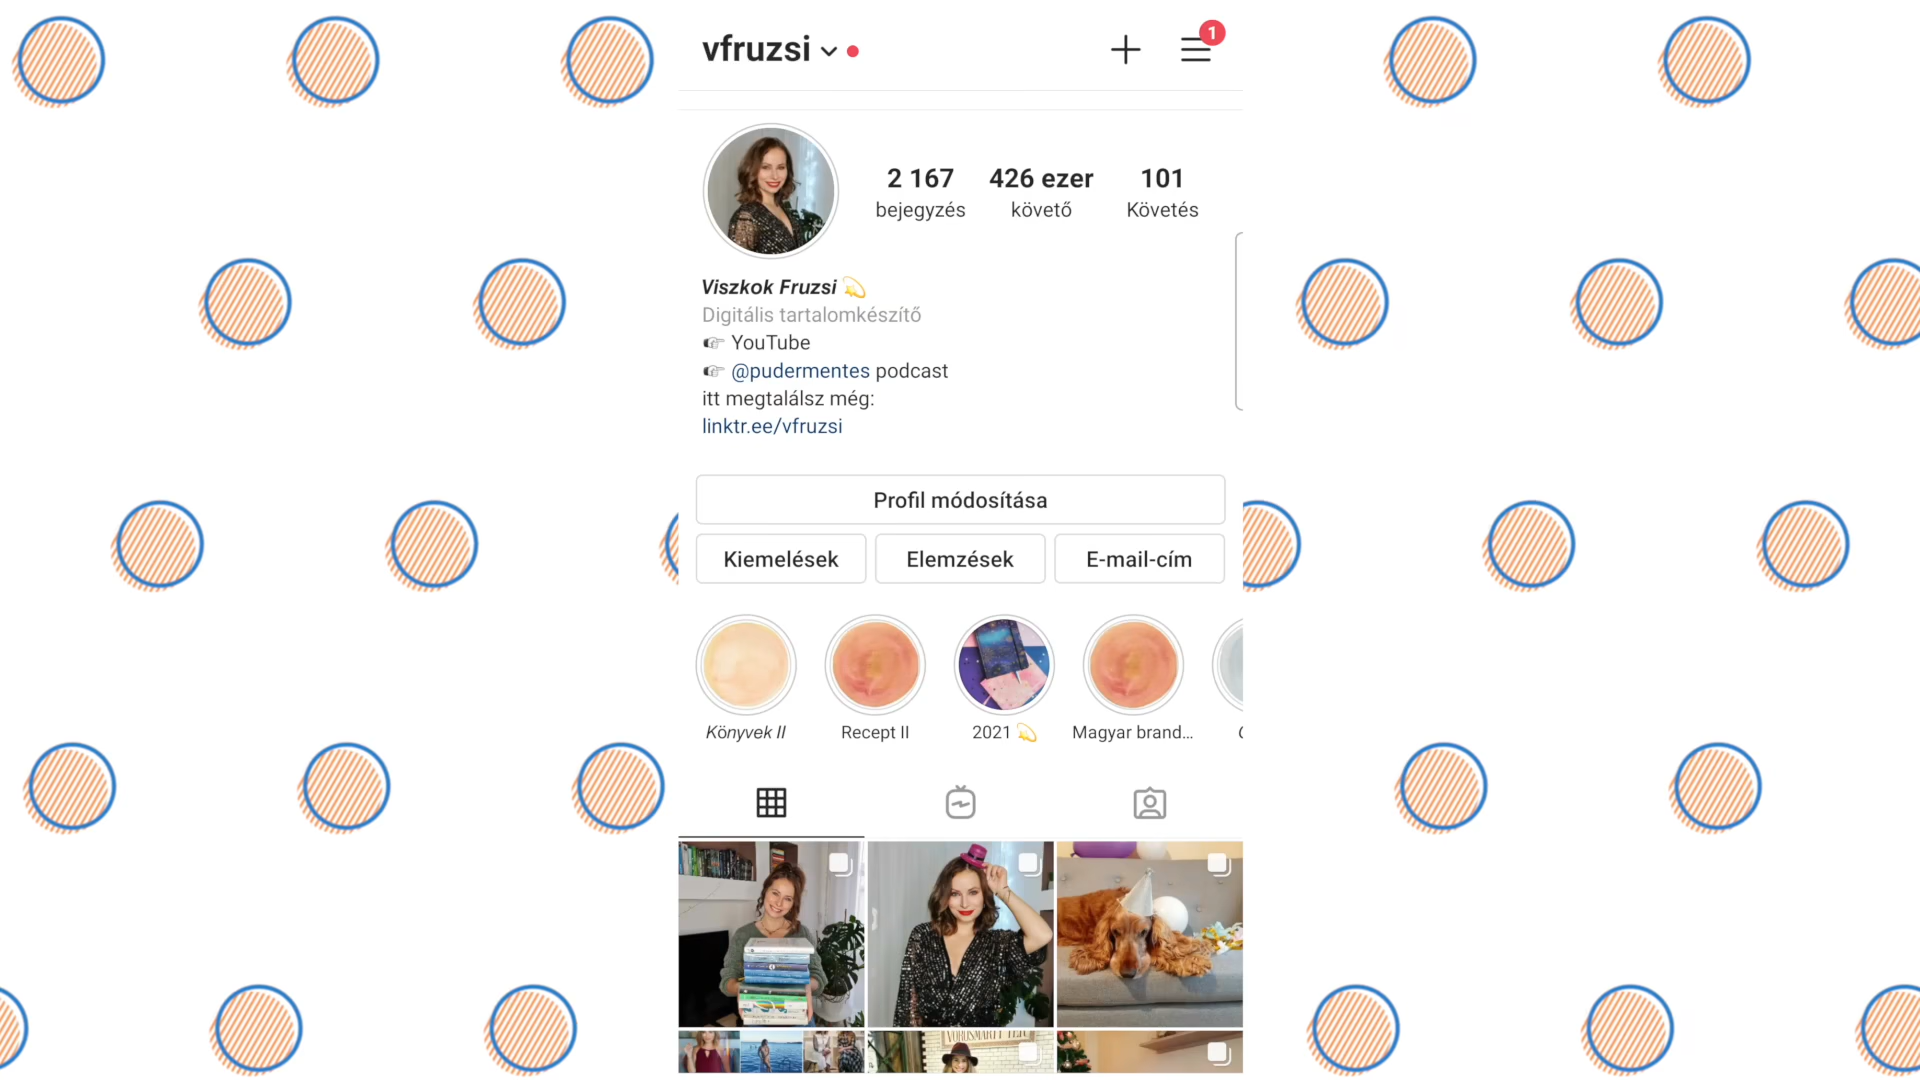 vfruzsi
1
2 167 426 ezer 101
bejegyzés követő Követés
Viszkok Fruzsi 💫
Digitális tartalomkészítő
☞ YouTube
☞ @pudermentes podcast
itt megtalálsz még:
linktr.ee/vfruzsi
Profil módosítása
Kiemelések Elemzések E-mail-cím
Könyvek II Recept II 2021 💫 Magyar brand...